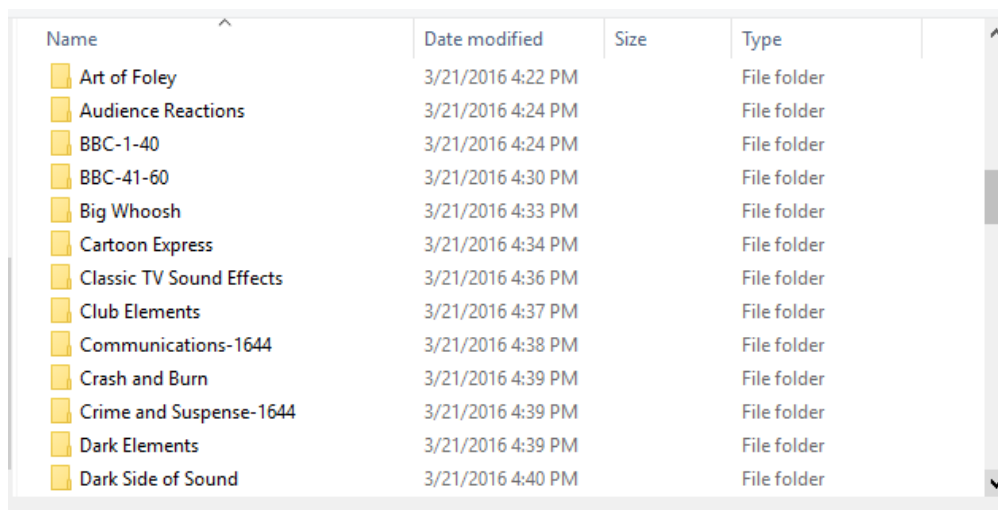 Name Date modified Size Type
Art of Foley 3/21/2016 4:22 PM File folder
Audience Reactions 3/21/2016 4:24 PM File folder
BBC-1-40 3/21/2016 4:24 PM File folder
BBC-41-60 3/21/2016 4:30 PM File folder
Big Whoosh 3/21/2016 4:33 PM File folder
Cartoon Express 3/21/2016 4:34 PM File folder
Classic TV Sound Effects 3/21/2016 4:36 PM File folder
Club Elements 3/21/2016 4:37 PM File folder
Communications-1644 3/21/2016 4:38 PM File folder
Crash and Burn 3/21/2016 4:39 PM File folder
Crime and Suspense-1644 3/21/2016 4:39 PM File folder
Dark Elements 3/21/2016 4:39 PM File folder
Dark Side of Sound 3/21/2016 4:40 PM File folder